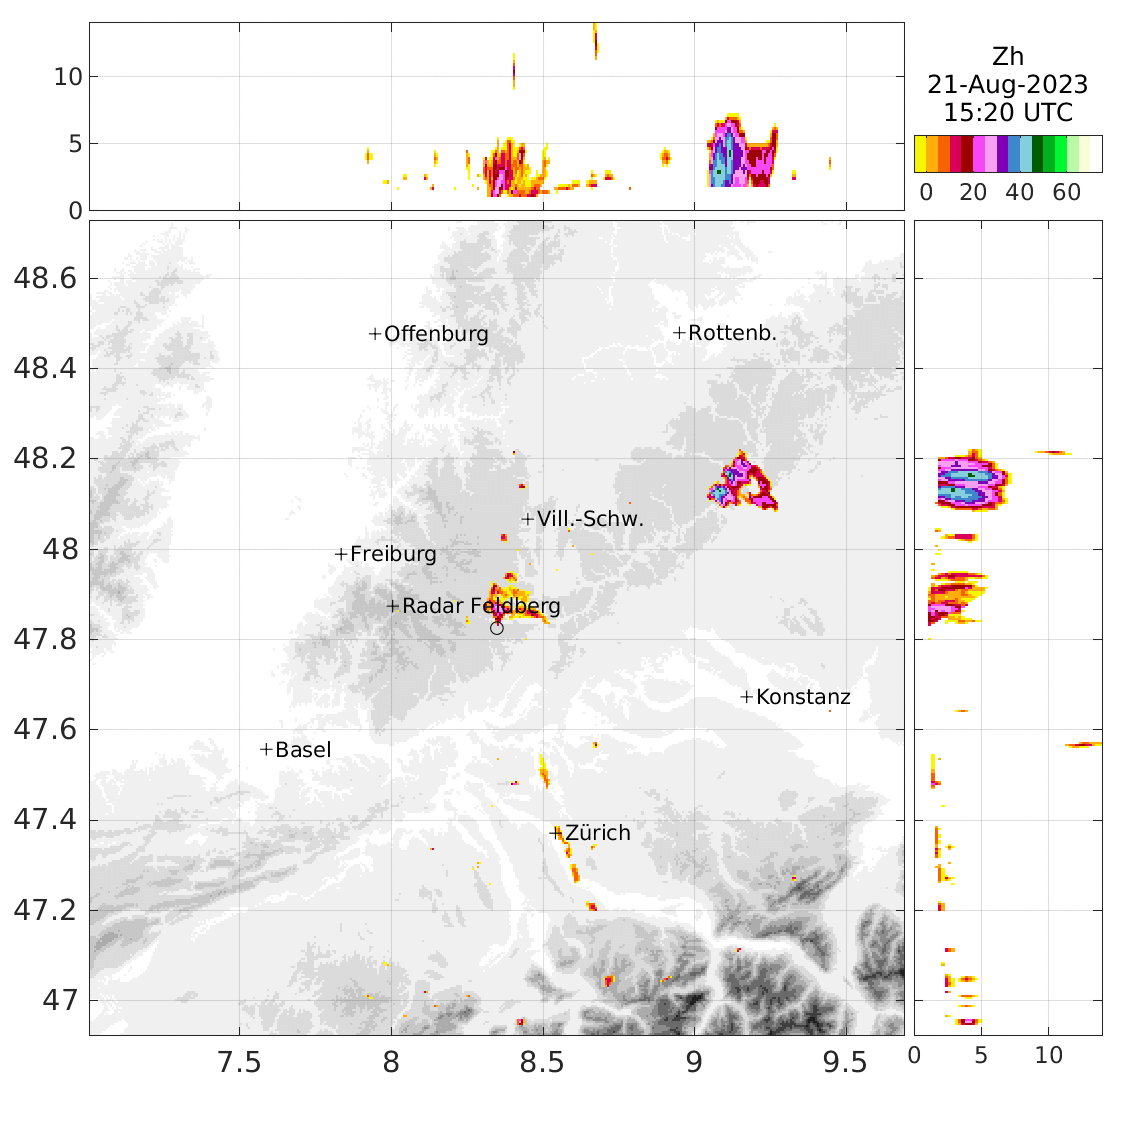 Zh
21-Aug-2023
15:20 UTC
10
5
0
0 20 40 60
48.6
48.4
48.2
48
47.8
47.6
47.4
47.2
47
+Offenburg
+Rottenb.
+Vill.-Schw.
+Freiburg
+Radar Feldberg
+Konstanz
+Basel
+Zürich
7.5 8 8.5 9 9.5
0 5 10